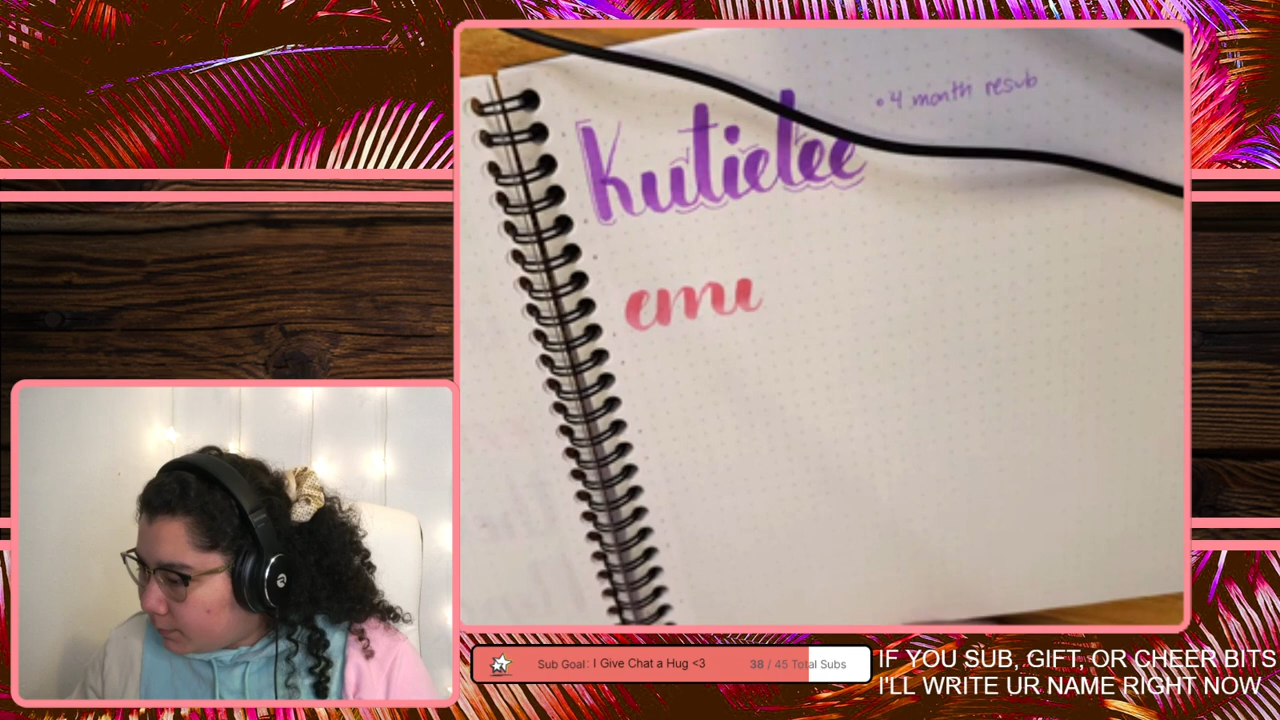 Kutielee
• 4 month resub
emu
Sub Goal: I Give Chat a Hug <3
38 / 45 Total Subs
IF YOU SUB, GIFT, OR CHEER BITS
I'LL WRITE UR NAME RIGHT NOW